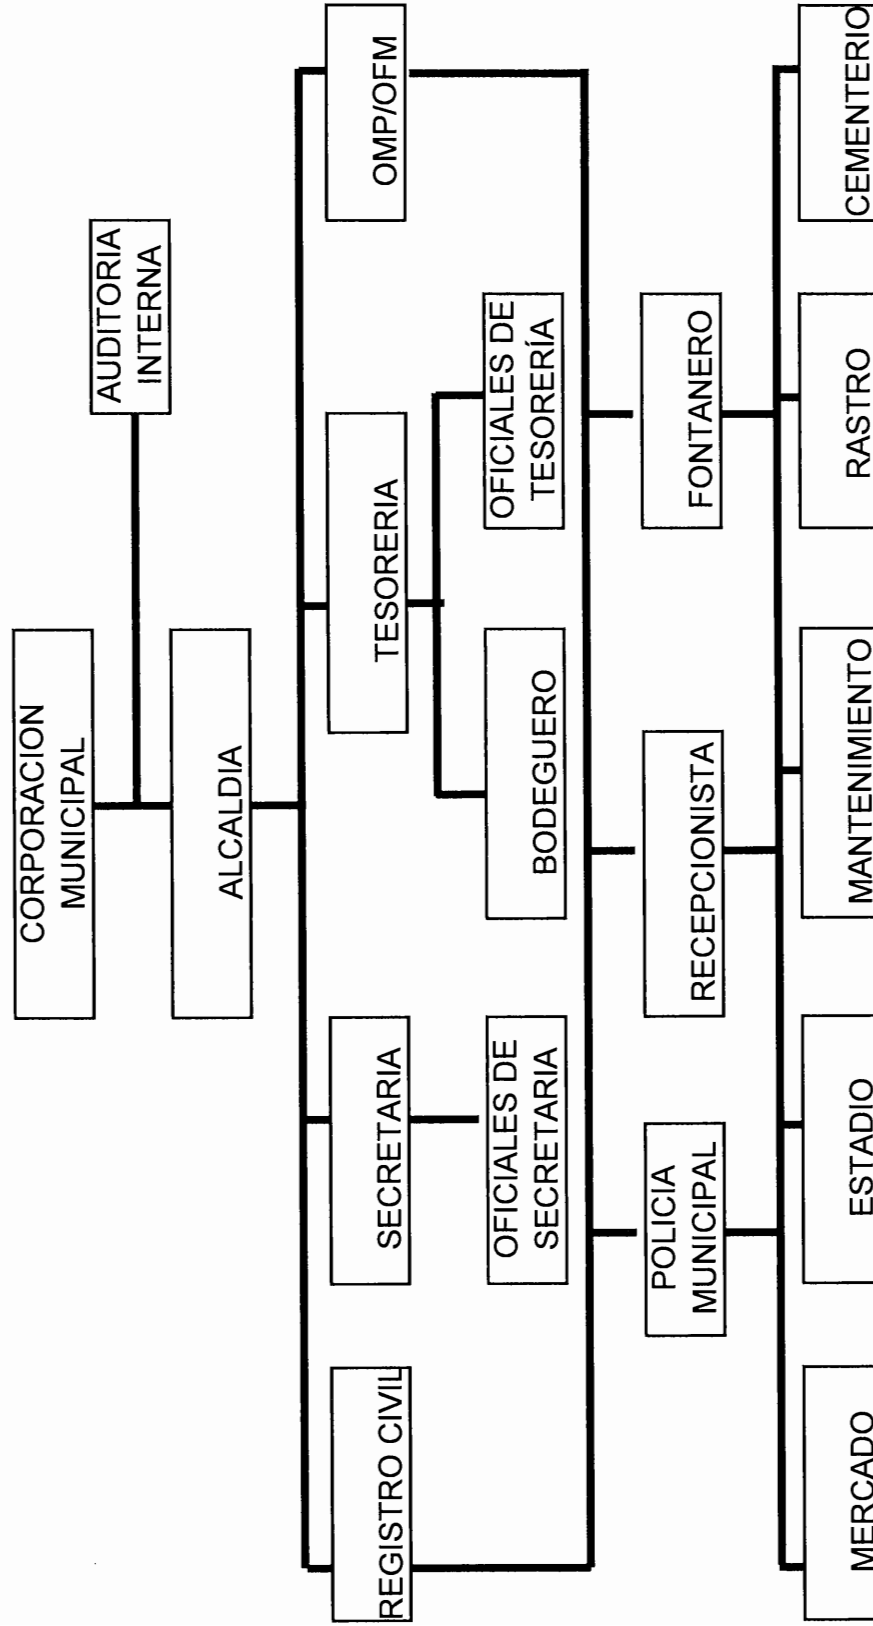 CORPORACION
MUNICIPAL
AUDITORIA
INTERNA
ALCALDIA
REGISTRO CIVIL
SECRETARIA
TESORERIA
OMP/OFM
OFICIALES DE
SECRETARIA
BODEGUERO
OFICIALES DE
TESORERÍA
POLICIA
MUNICIPAL
RECEPCIONISTA
FONTANERO
MERCADO
ESTADIO
MANTENIMIENTO
RASTRO
CEMENTERIO